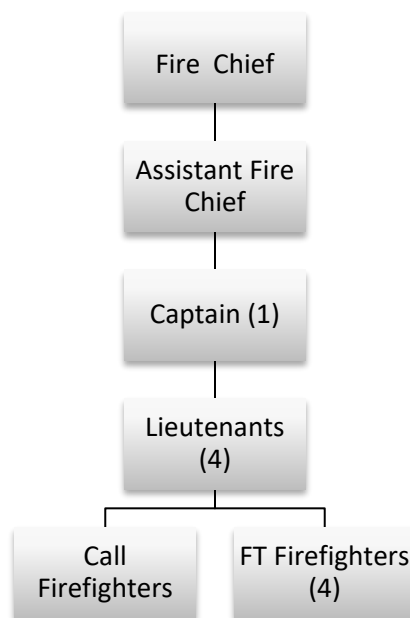 Fire Chief
Assistant Fire
Chief
Captain (1)
Lieutenants
(4)
Call
Firefighters
FT Firefighters
(4)